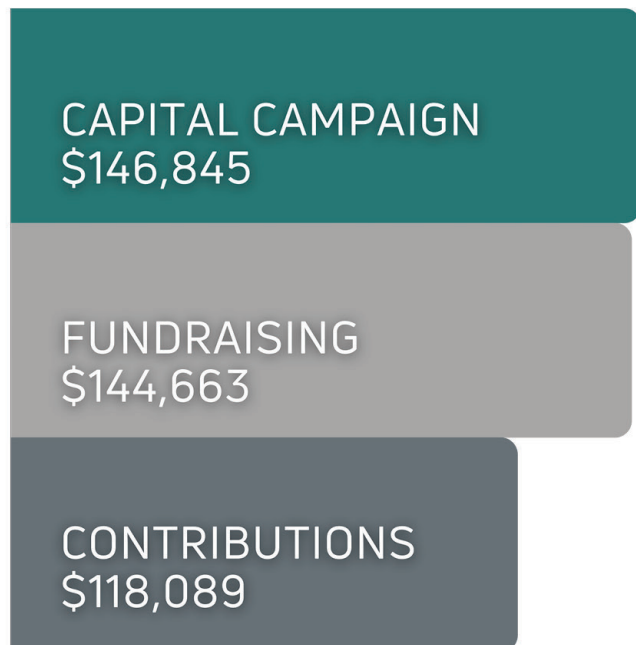 CAPITAL CAMPAIGN
$146,845
FUNDRAISING
$144,663
CONTRIBUTIONS
$118,089